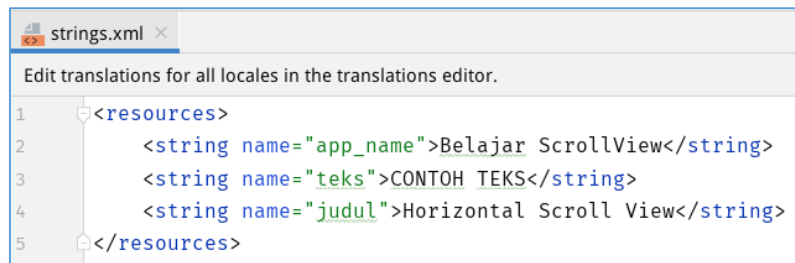 strings.xml
Edit translations for all locales in the translations editor.
1 <resources>
2 <string name="app_name">Belajar ScrollView</string>
3 <string name="teks">CONTOH TEKS</string>
4 <string name="judul">Horizontal Scroll View</string>
5 </resources>